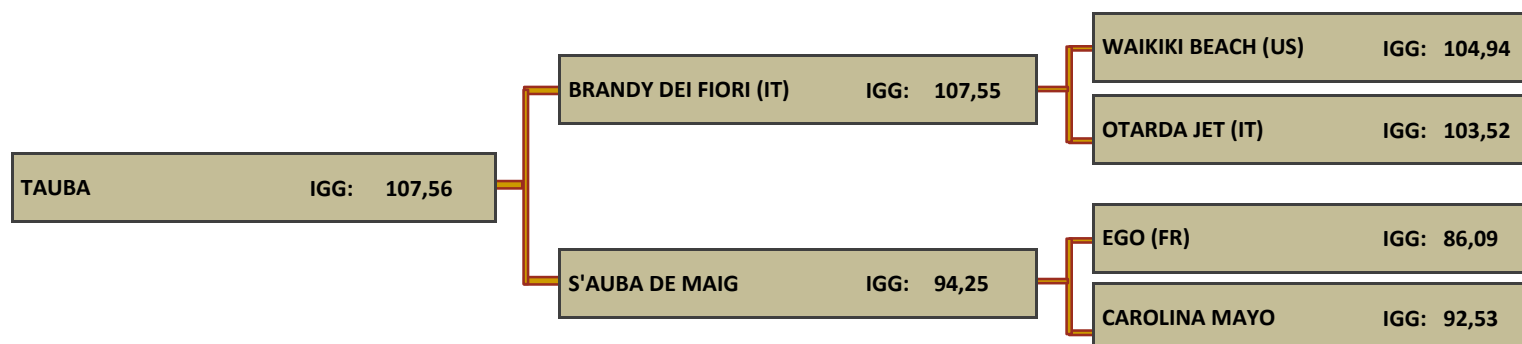 WAIKIKI BEACH (US) IGG: 104,94
BRANDY DEI FIORI (IT) IGG: 107,55
OTARDA JET (IT) IGG: 103,52
TAUBA IGG: 107,56
EGO (FR) IGG: 86,09
S'AUBA DE MAIG IGG: 94,25
CAROLINA MAYO IGG: 92,53